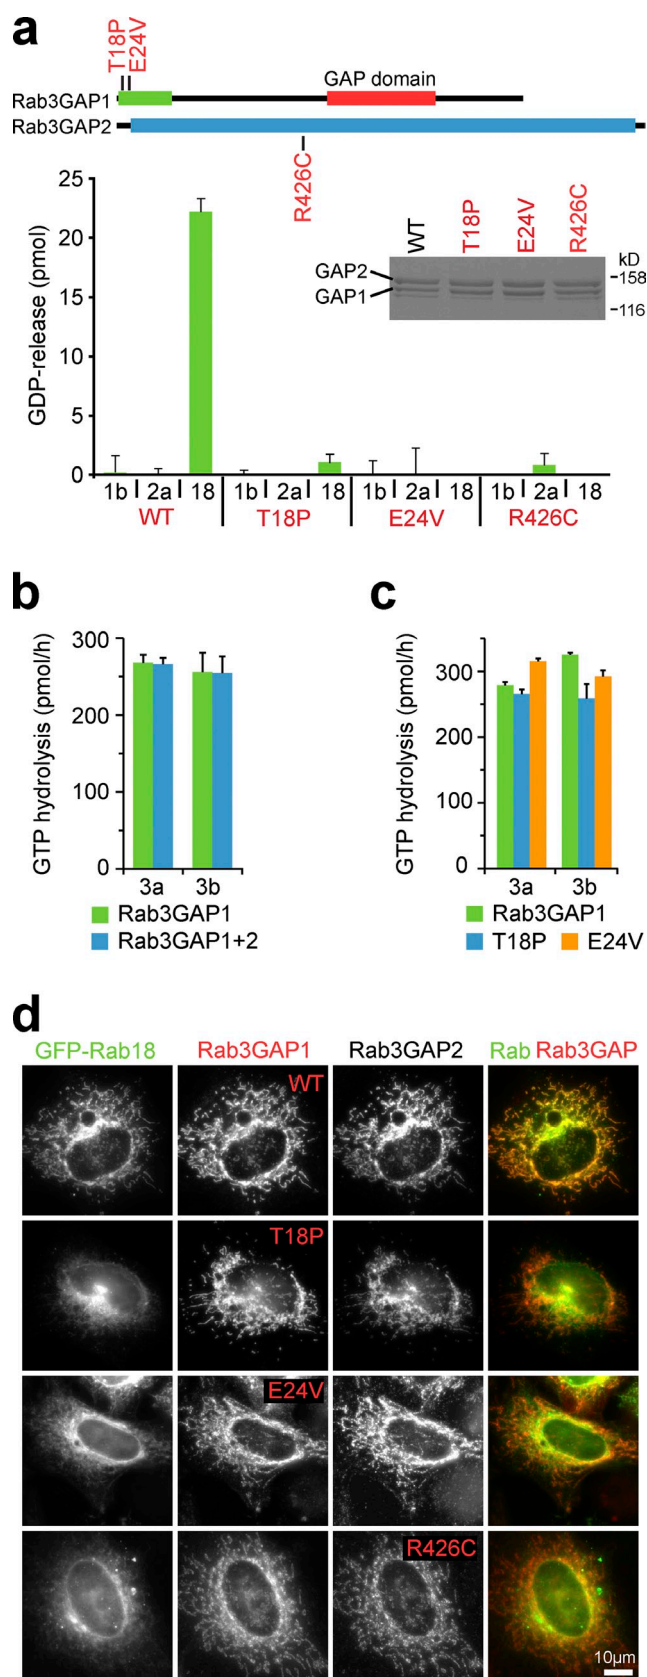 a
T18P
E24V
GAP domain
Rab3GAP1
Rab3GAP2
R426C
GDP-release (pmol)
25
20
15
10
5
0
WT
T18P
E24V
R426C
kD
GAP2
GAP1
158
116
1b 2a 18 1b 2a 18 1b 2a 18 1b 2a 18
WT T18P E24V R426C
b
GTP hydrolysis (pmol/h)
300
250
100
0
3a 3b
Rab3GAP1
Rab3GAP1+2
c
GTP hydrolysis (pmol/h)
300
250
100
0
3a 3b
Rab3GAP1
T18P E24V
d
GFP-Rab18 Rab3GAP1 Rab3GAP2 Rab Rab3GAP
WT
T18P
E24V
R426C
10µm